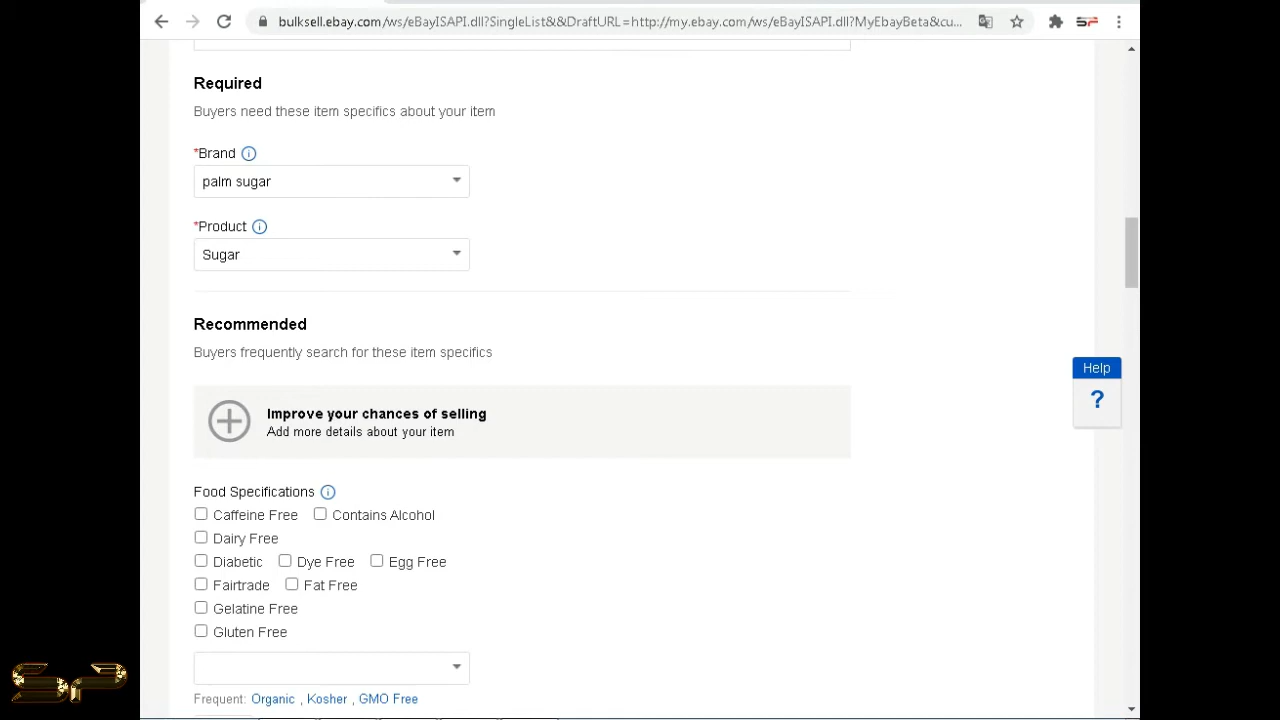 bulksell.ebay.com/ws/eBayISAPI.dll?SingleList&&DraftURL=http://my.ebay.com/ws/eBayISAPI.dll?MyEbayBeta&cu...
Required
Buyers need these item specifics about your item
*Brand
palm sugar
*Product
Sugar
Recommended
Buyers frequently search for these item specifics
Improve your chances of selling
Add more details about your item
Help
?
Food Specifications
Caffeine Free Contains Alcohol
Dairy Free
Diabetic Dye Free Egg Free
Fairtrade Fat Free
Gelatine Free
Gluten Free
Frequent: Organic , Kosher , GMO Free